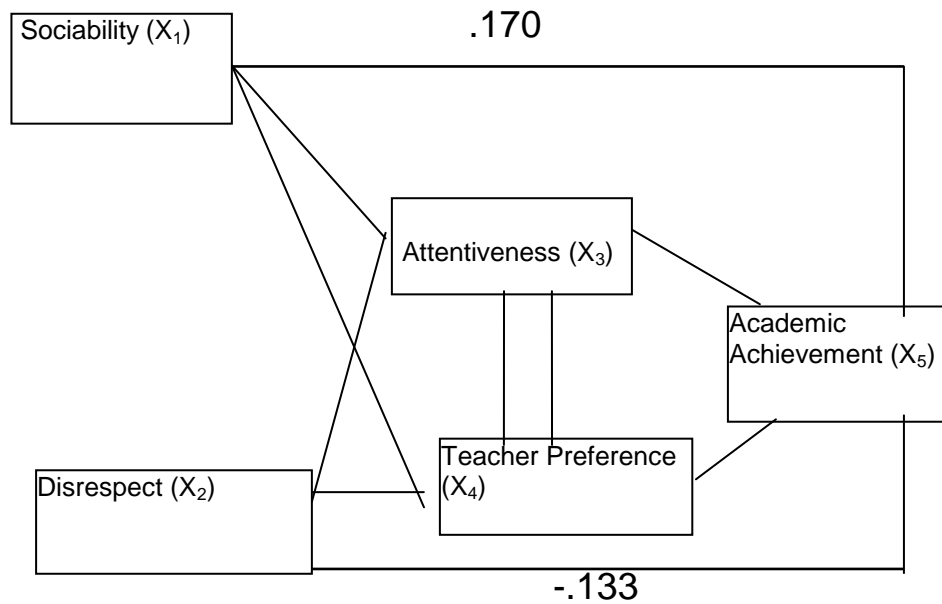 .170
Sociability (X₁)
Attentiveness (X₃)
Academic
Achievement (X₅)
Teacher Preference
(X₄)
Disrespect (X₂)
-.133